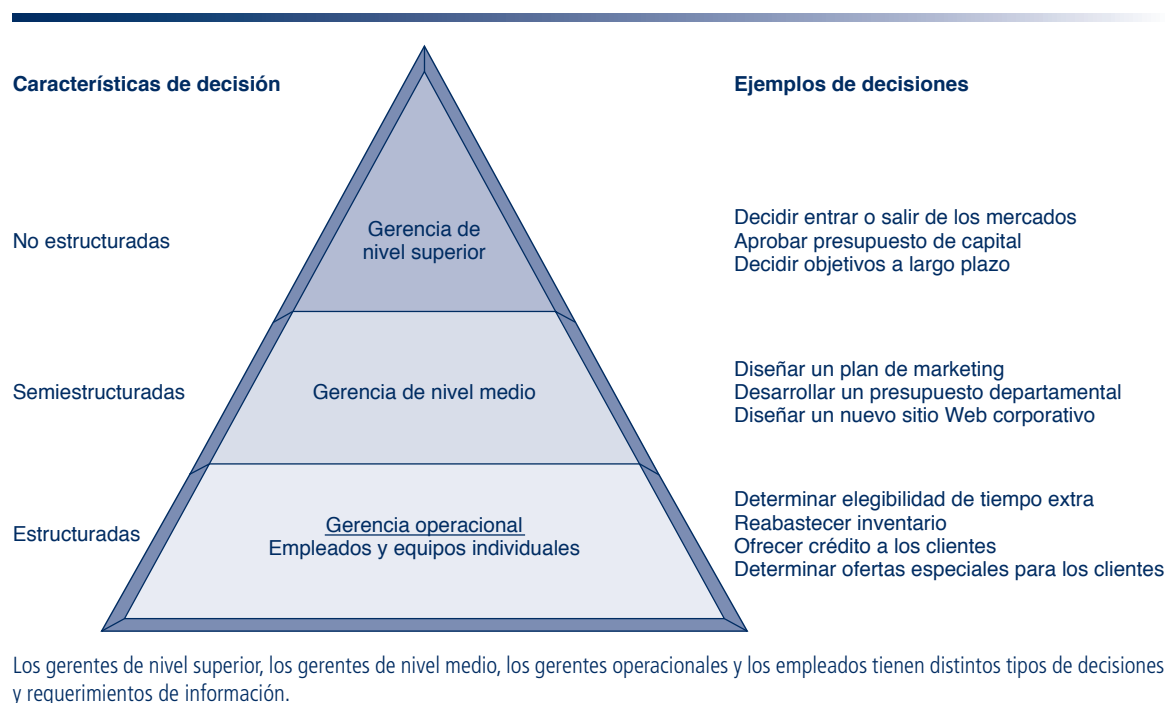 Características de decisión
Ejemplos de decisiones
No estructuradas
Gerencia de
nivel superior
Decidir entrar o salir de los mercados
Aprobar presupuesto de capital
Decidir objetivos a largo plazo
Semiestructuradas
Gerencia de nivel medio
Diseñar un plan de marketing
Desarrollar un presupuesto departamental
Diseñar un nuevo sitio Web corporativo
Estructuradas
Gerencia operacional
Empleados y equipos individuales
Determinar elegibilidad de tiempo extra
Reabastecer inventario
Ofrecer crédito a los clientes
Determinar ofertas especiales para los clientes
Los gerentes de nivel superior, los gerentes de nivel medio, los gerentes operacionales y los empleados tienen distintos tipos de decisiones
y requerimientos de información.